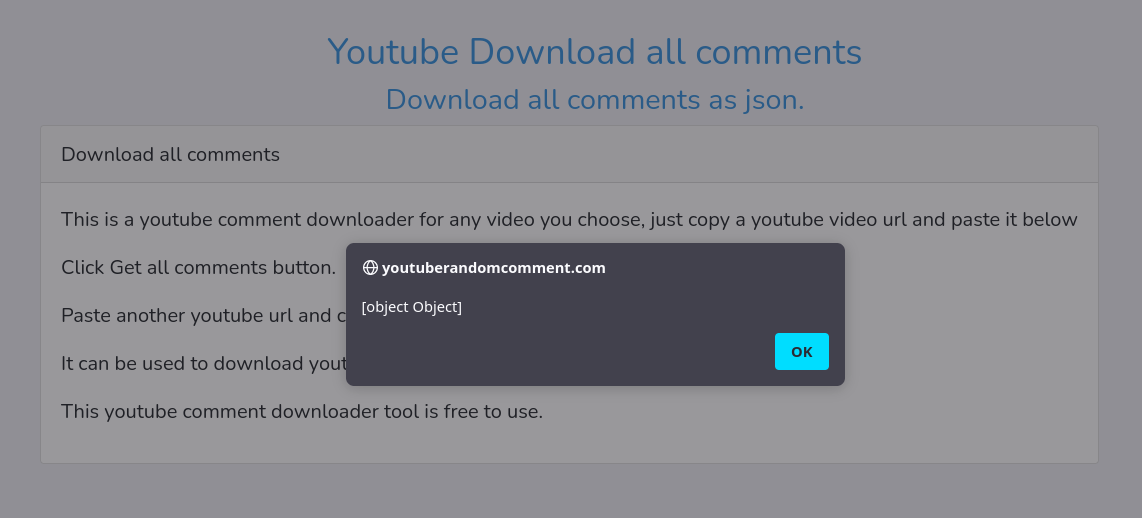 Youtube Download all comments
Download all comments as json.
Download all comments
This is a youtube comment downloader for any video you choose, just copy a youtube video url and paste it below
Click Get all comments button.
youtuberandomcomment.com
[object Object]
Paste another youtube url and
OK
It can be used to download
This youtube comment downloader tool is free to use.